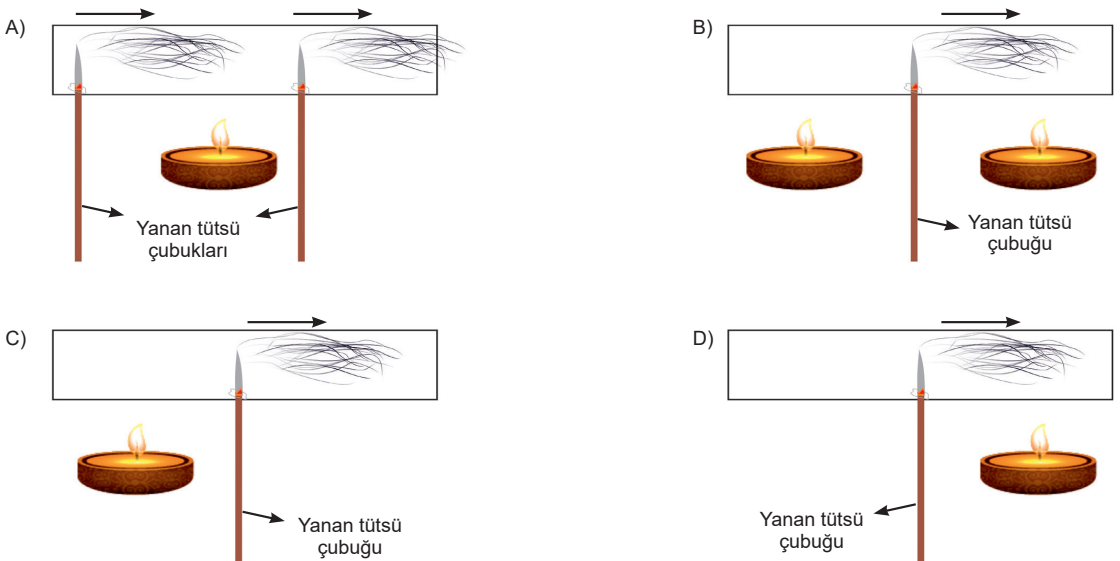 A)
Yanan tütsü
çubukları
B)
Yanan tütsü
çubuğu
C)
Yanan tütsü
çubuğu
D)
Yanan tütsü
çubuğu